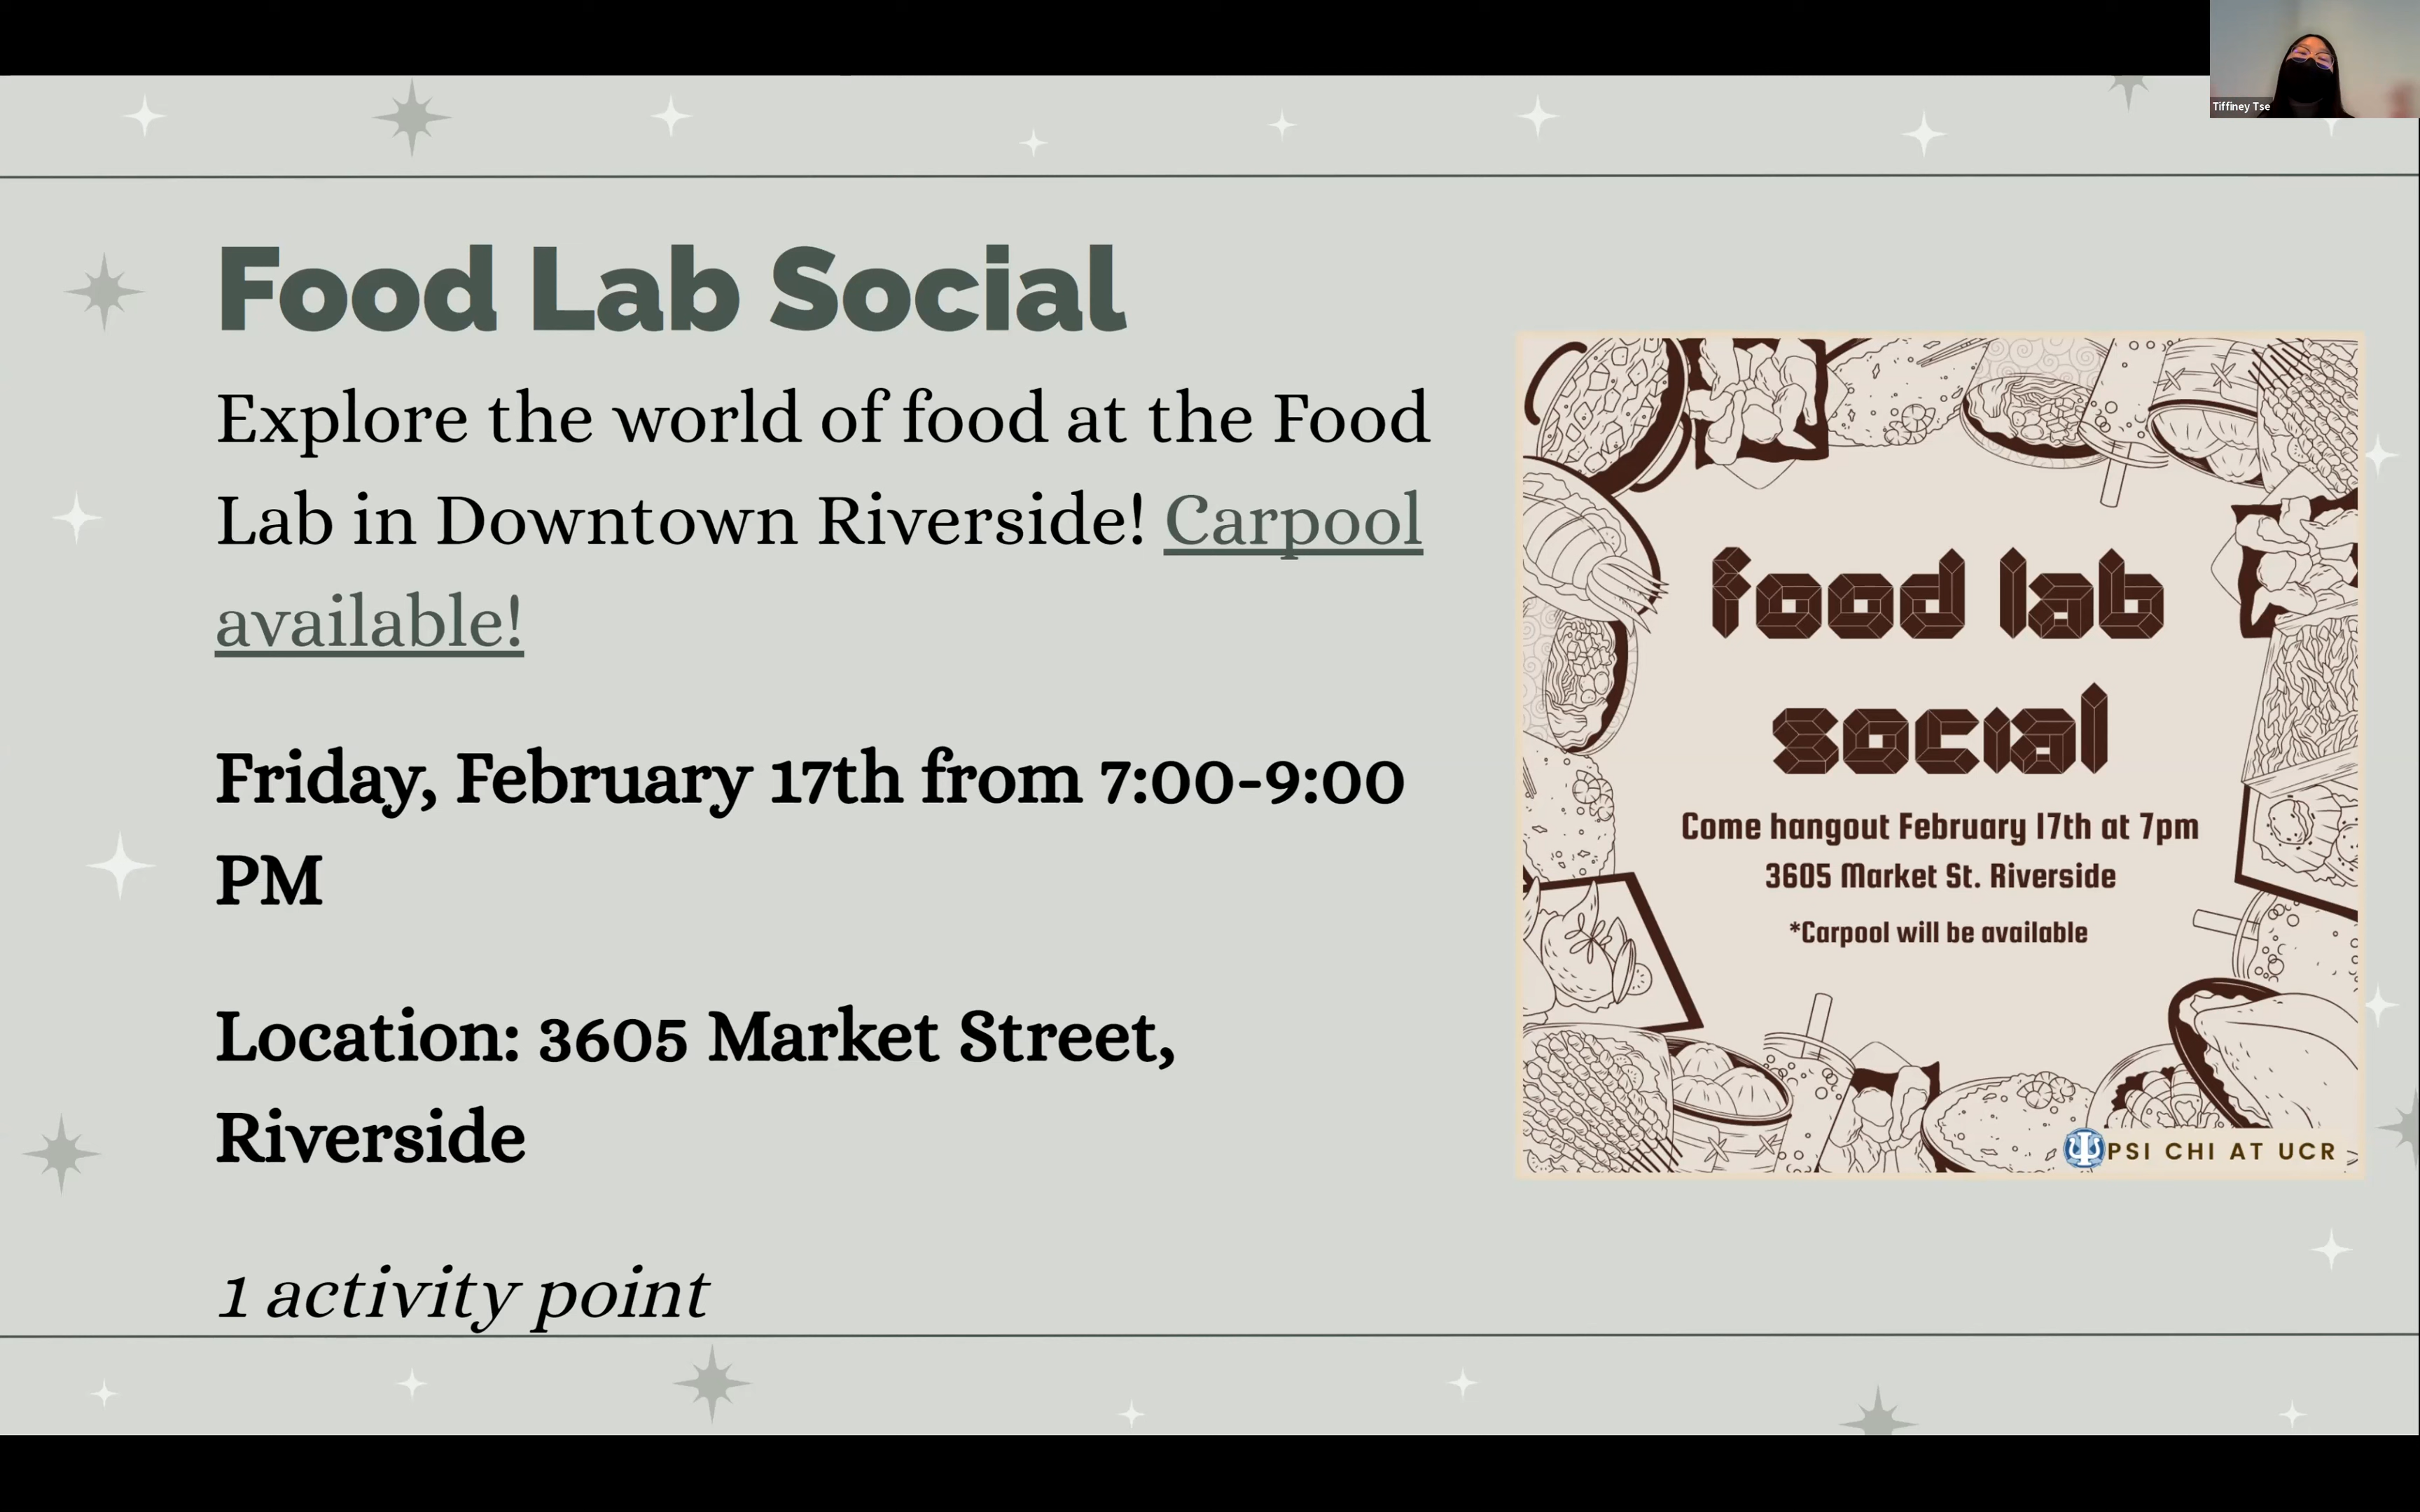 Tiffiney Tse
Food Lab Social
Explore the world of food at the Food
Lab in Downtown Riverside! Carpool
available!
Friday, February 17th from 7:00-9:00
PM
Location: 3605 Market Street,
Riverside
1 activity point
food lab
social
Come hangout February 17th at 7pm
3605 Market St. Riverside
*Carpool will be available
PSI CHI AT UCR